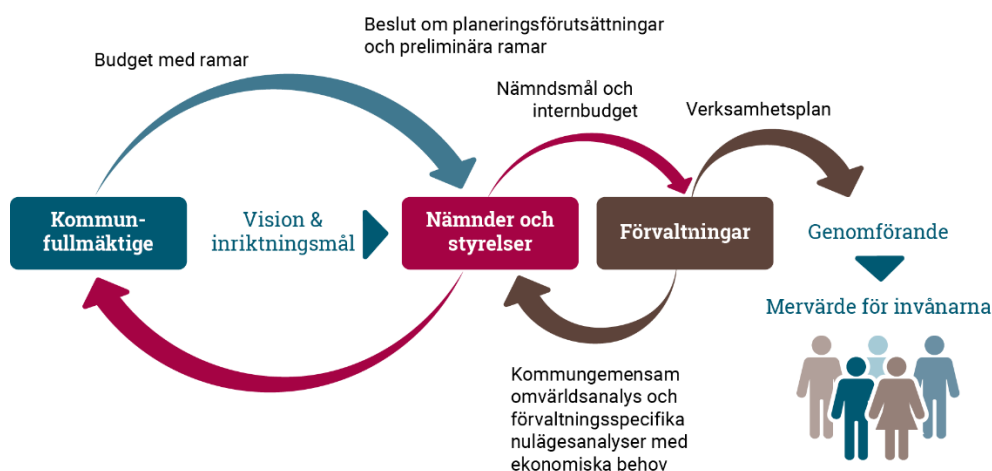 Budget med ramar
Beslut om planeringsförutsättningar
och preliminära ramar
Nämndsmål och
internbudget
Verksamhetsplan
Kommun-
fullmäktige
Vision &
inriktningsmål
Nämnder och
styrelser
Förvaltningar
Genomförande
Mervärde för invånarna
Kommungemensam
omvärldsanalys och
förvaltningsspecifika
nulägesanalyser med
ekonomiska behov